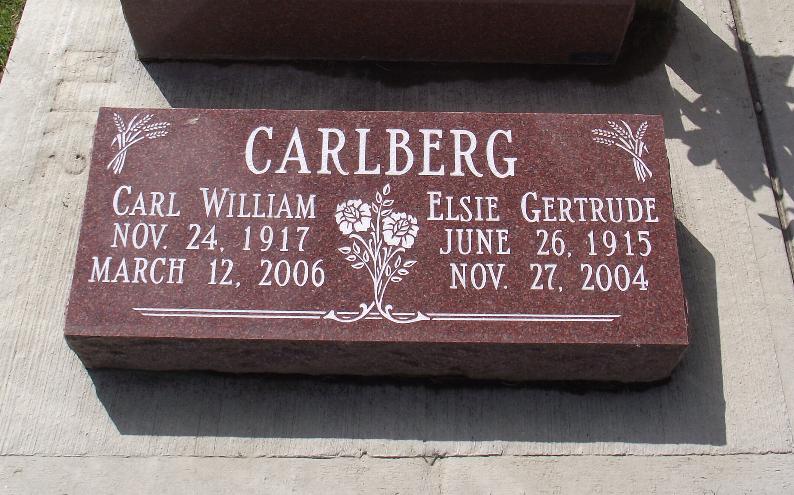 CARLBERG
CARL WILLIAM
NOV. 24, 1917
MARCH 12, 2006
ELSIE GERTRUDE
JUNE 26, 1915
NOV. 27, 2004